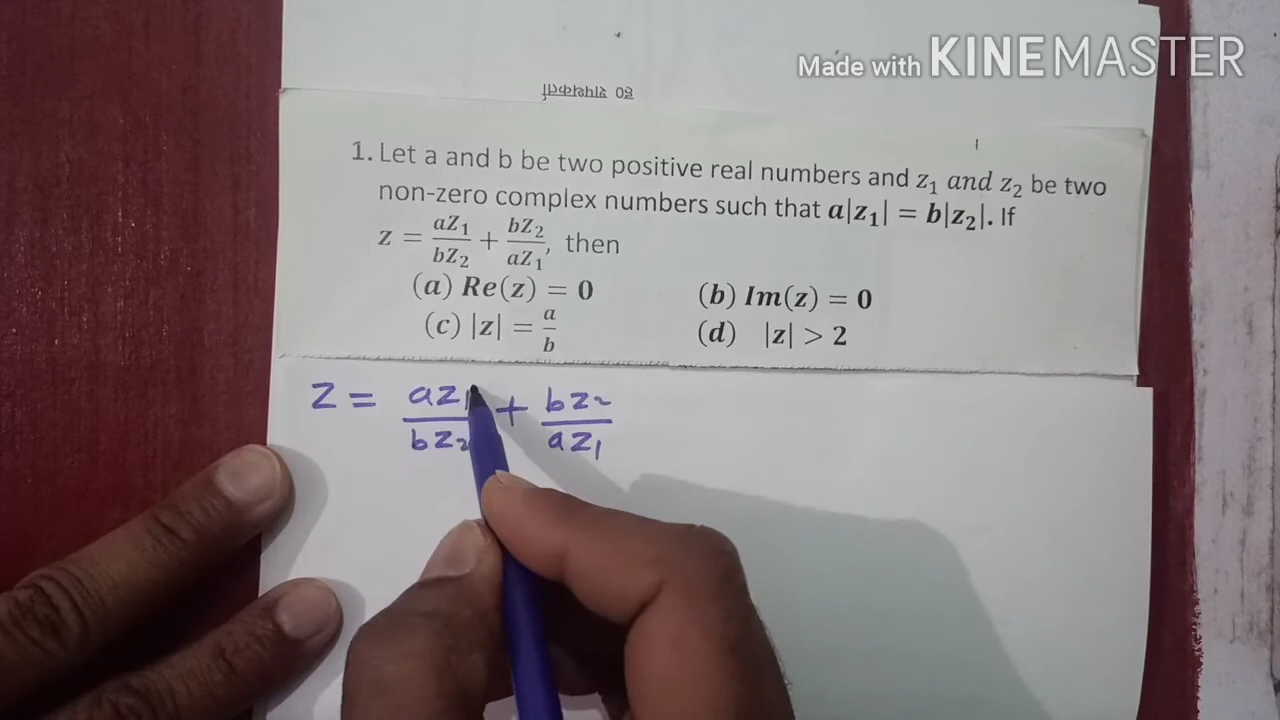 Made with KINEMASTER
1. Let a and b be two positive real numbers and z₁ and z₂ be two
non-zero complex numbers such that a|z₁| = b|z₂|. If
z = aZ₁/bZ₂ + bZ₂/aZ₁, then
(a) Re(z) = 0 (b) Im(z) = 0
(c) |z| = a/b (d) |z| > 2
z = az₁/bz₂ + bz₂/az₁